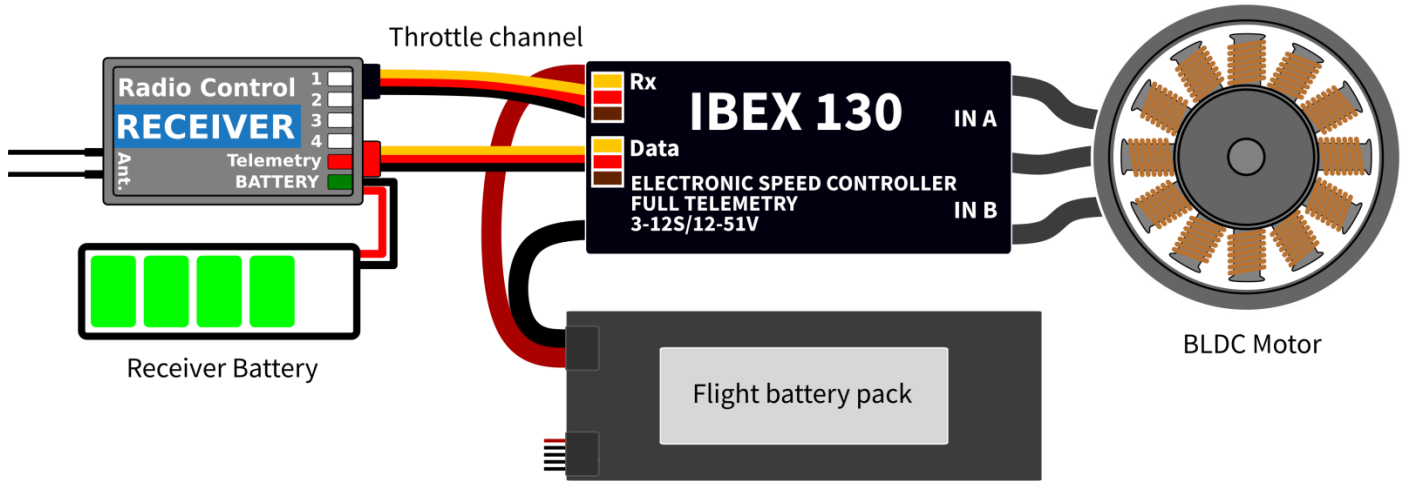 Throttle channel
Radio Control
RECEIVER
1
2
3
4
Telemetry
BATTERY
Ant.
Rx
IBEX 130
IN A
Data
ELECTRONIC SPEED CONTROLLER
FULL TELEMETRY
3-12S/12-51V
IN B
Receiver Battery
Flight battery pack
BLDC Motor